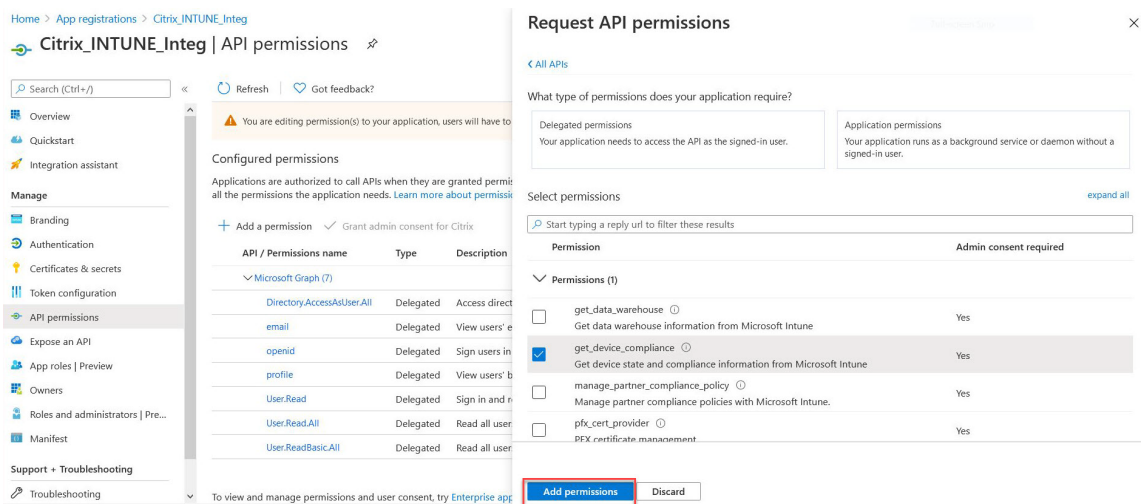 Home > App registrations > Citrix_INTUNE_Integ
Citrix_INTUNE_Integ | API permissions
Search (Ctrl+/)
Overview
Quickstart
Integration assistant
Manage
Branding
Authentication
Certificates & secrets
Token configuration
API permissions
Expose an API
App roles | Preview
Owners
Roles and administrators | Pre...
Manifest
Support + Troubleshooting
Troubleshooting
Refresh
Got feedback?
You are editing permission(s) to your application, users will have to
Configured permissions
Applications are authorized to call APIs when they are granted permis
all the permissions the application needs. Learn more about permissi
Add a permission
Grant admin consent for Citrix
API / Permissions name Type Description
Microsoft Graph (7)
Directory.AccessAsUser.All Delegated Access direct
email Delegated View users' e
openid Delegated Sign users in
profile Delegated View users' b
User.Read Delegated Sign in and r
User.Read.All Delegated Read all user
User.ReadBasic.All Delegated Read all user
To view and manage permissions and user consent, try Enterprise app
Request API permissions
All APIs
What type of permissions does your application require?
Delegated permissions
Your application needs to access the API as the signed-in user.
Application permissions
Your application runs as a background service or daemon without a
signed-in user.
Select permissions
expand all
Start typing a reply url to filter these results
Permission Admin consent required
Permissions (1)
get_data_warehouse
Get data warehouse information from Microsoft Intune
Yes
get_device_compliance
Get device state and compliance information from Microsoft Intune
Yes
manage_partner_compliance_policy
Manage partner compliance policies with Microsoft Intune.
Yes
pfx_cert_provider
PFX certificate management
Yes
Add permissions
Discard